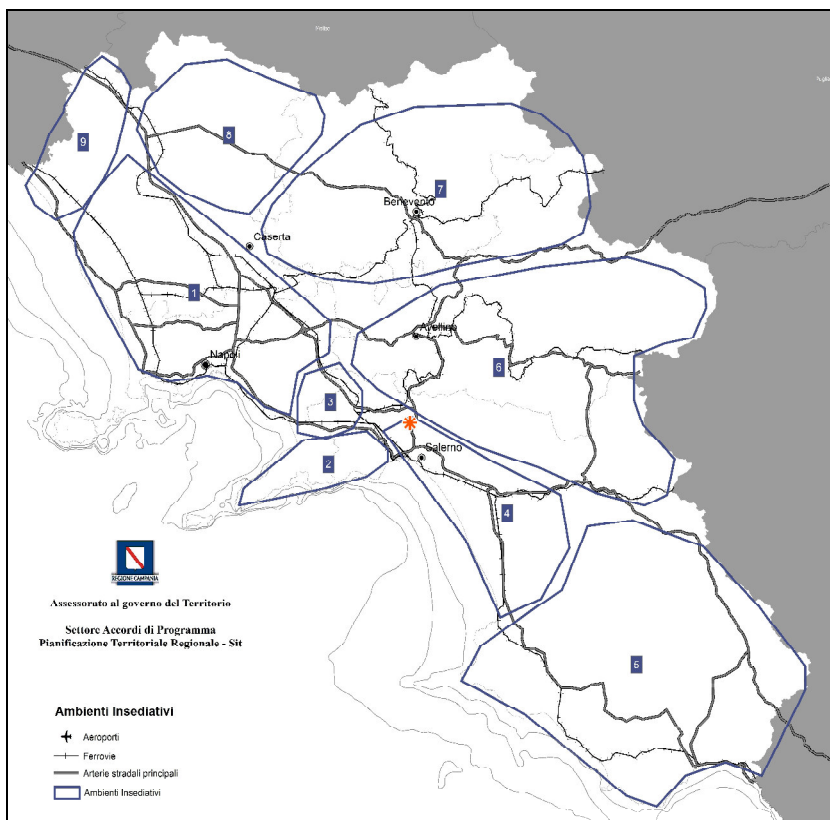 Molise
Puglia
9
8
7
Benevento
Caserta
1
Avellino
Napoli
6
3
Salerno
2
4
5
REGIONE CAMPANIA
Assessorato al governo del Territorio
Settore Accordi di Programma
Pianificazione Territoriale Regionale - Sit
Ambienti Insediativi
Aeroporti
Ferrovie
Arterie stradali principali
Ambienti Insediativi